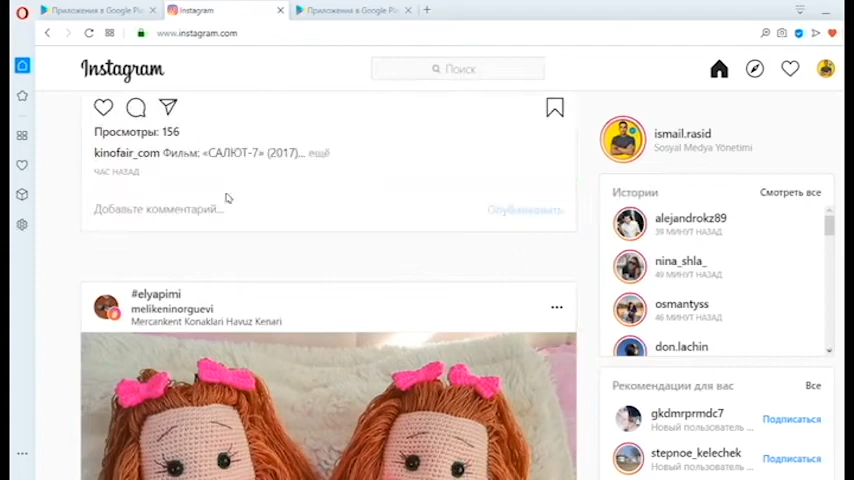 Приложения в Google Pla
Instagram
Приложения в Google Pla
www.instagram.com
Instagram
Поиск
Просмотры: 156
kinofair_com Фильм: «САЛЮТ-7» (2017)... ещё
ЧАС НАЗАД
Добавьте комментарий...
Опубликовать
#elyapimi
melikeninorguevi
Mercankent Konaklari Havuz Kenari
ismail.rasid
Sosyal Medya Yönetimi
Истории
Смотреть все
alejandrokz89
39 МИНУТ НАЗАД
nina_shla_
49 МИНУТ НАЗАД
osmantyss
46 МИНУТ НАЗАД
don.lachin
Рекомендации для вас
Все
gkdmrprmdc7
Подписаться
Новый пользователь ...
stepnoe_kelechek
Подписаться
Новый пользователь ...